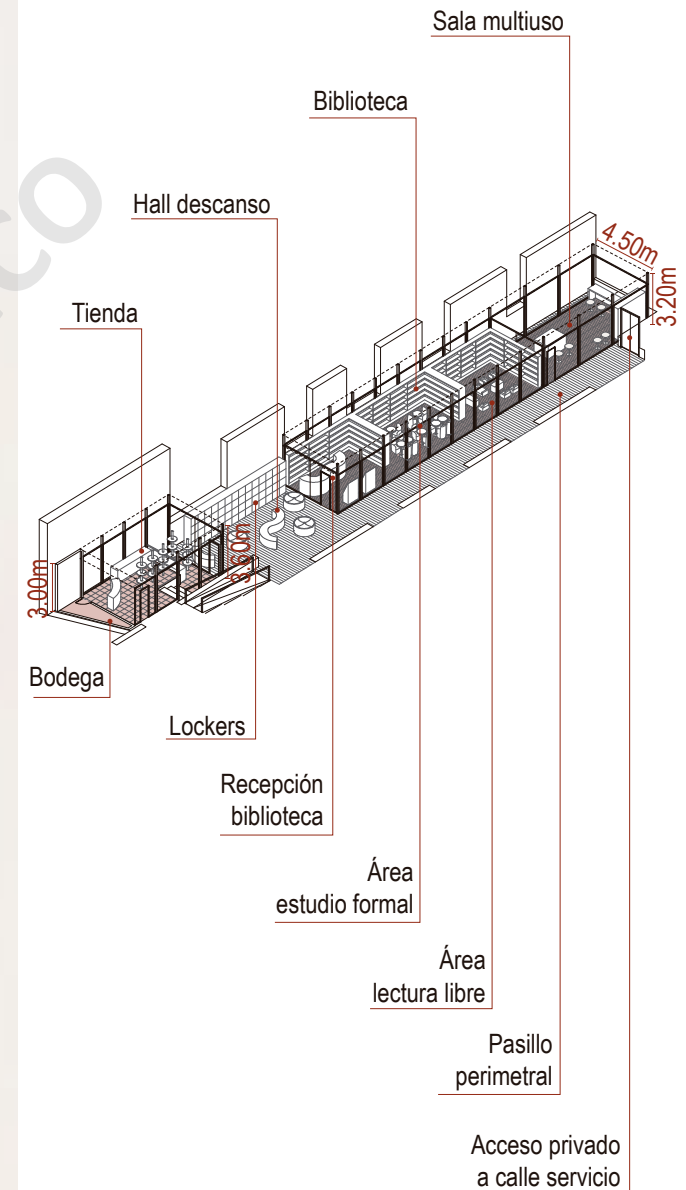 Sala multiuso
Biblioteca
Hall descanso
4.50m
3.20m
Tienda
3.60m
3.00m
Bodega
Lockers
Recepción
biblioteca
Área
estudio formal
Área
lectura libre
Pasillo
perimetral
Acceso privado
a calle servicio